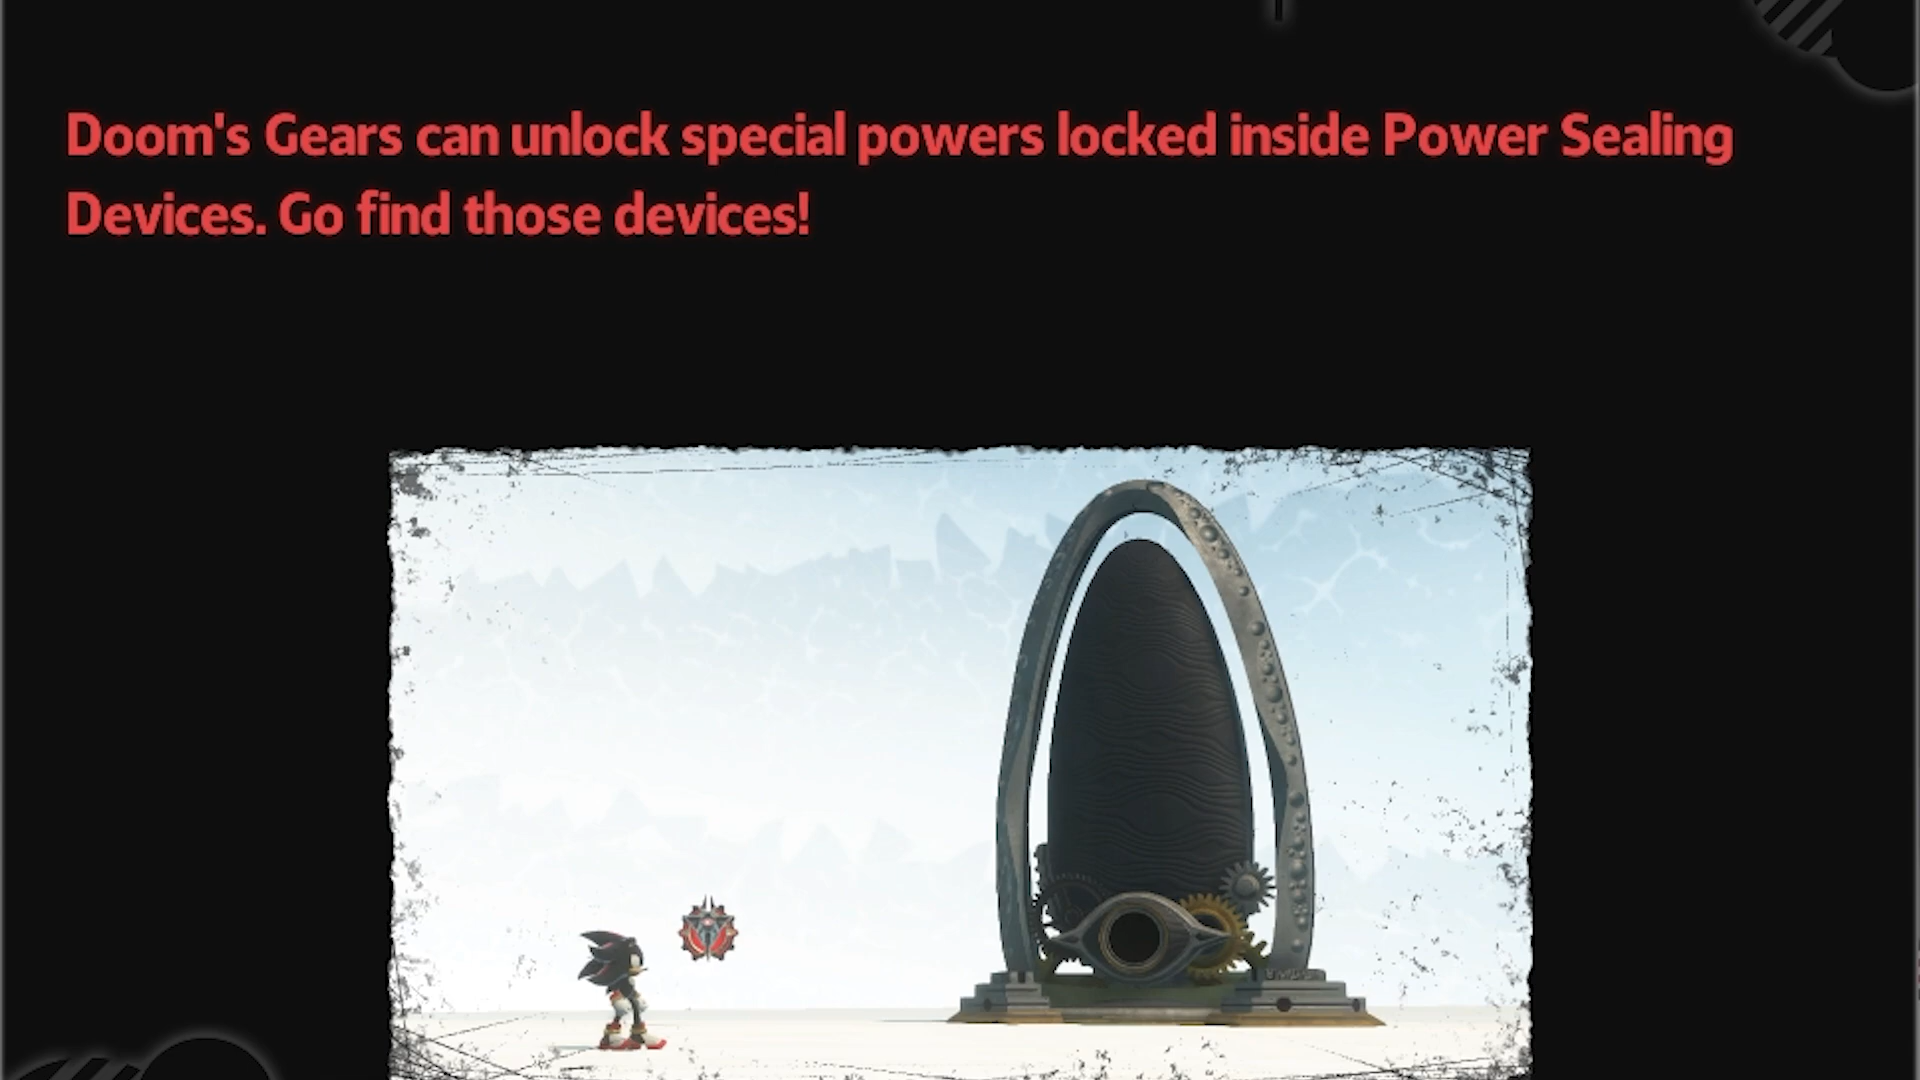 Doom's Gears can unlock special powers locked inside Power Sealing
Devices. Go find those devices!